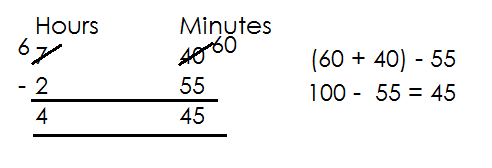 Hours Minutes
6 7 40 60
(60 + 40) - 55
- 2 55
100 - 55 = 45
4 45